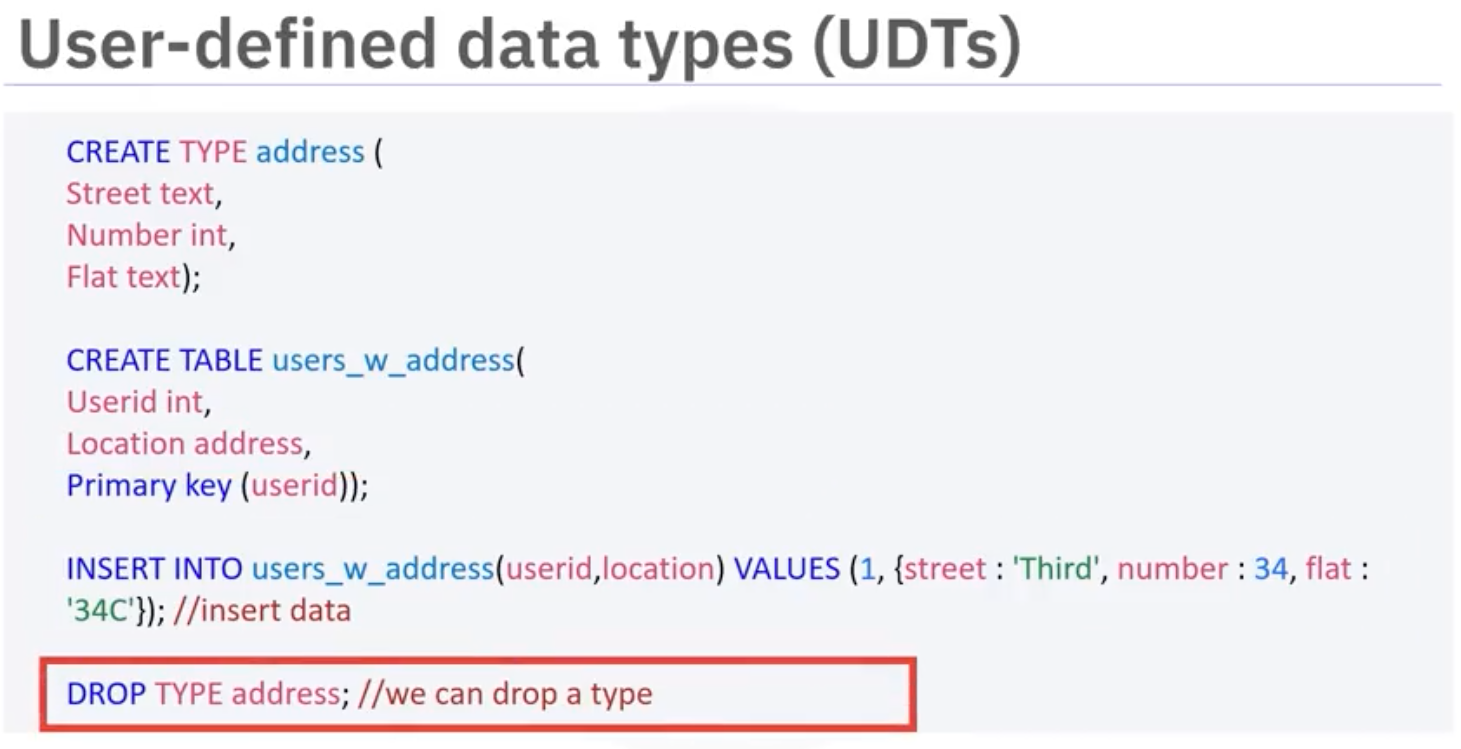 User-defined data types (UDTs)
CREATE TYPE address (
Street text,
Number int,
Flat text);
CREATE TABLE users_w_address(
Userid int,
Location address,
Primary key (userid));
INSERT INTO users_w_address(userid,location) VALUES (1, {street : 'Third', number : 34, flat :
'34C'}); //insert data
DROP TYPE address; //we can drop a type